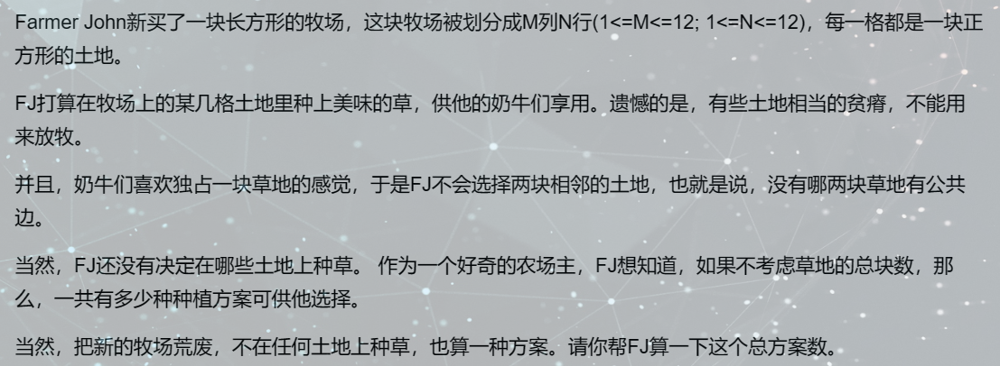 Farmer John新买了一块长方形的牧场，这块牧场被划分成M列N行(1<=M<=12; 1<=N<=12)，每一格都是一块正
方形的土地。
FJ打算在牧场上的某几格土地里种上美味的草，供他的奶牛们享用。遗憾的是，有些土地相当的贫瘠，不能用
来放牧。
并且，奶牛们喜欢独占一块草地的感觉，于是FJ不会选择两块相邻的土地，也就是说，没有哪两块草地有公共
边。
当然，FJ还没有决定在哪些土地上种草。 作为一个好奇的农场主，FJ想知道，如果不考虑草地的总块数，那
么，一共有多少种种植方案可供他选择。
当然，把新的牧场荒废，不在任何土地上种草，也算一种方案。请你帮FJ算一下这个总方案数。